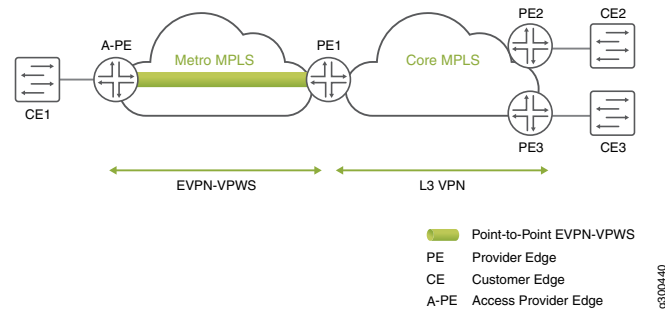 PE2
CE2
A-PE
Metro MPLS
PE1
Core MPLS
CE1
PE3
CE3
EVPN-VPWS
L3 VPN
Point-to-Point EVPN-VPWS
PE Provider Edge
CE Customer Edge
A-PE Access Provider Edge
g300440